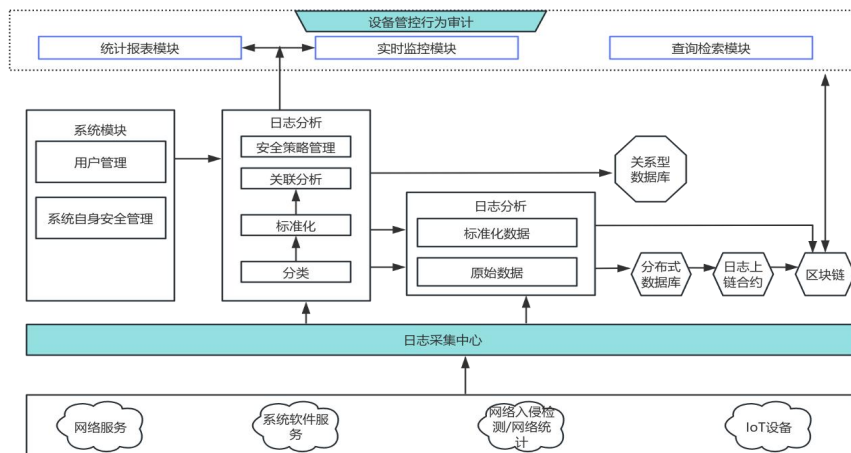 设备管控行为审计
统计报表模块
实时监控模块
查询检索模块
系统模块
用户管理
系统自身安全管理
日志分析
安全策略管理
关联分析
标准化
分类
关系型
数据库
日志分析
标准化数据
原始数据
分布式
数据库
日志上
链合约
区块链
日志采集中心
网络服务
系统软件服
务
网络入侵检
测/网络统
计
IoT设备